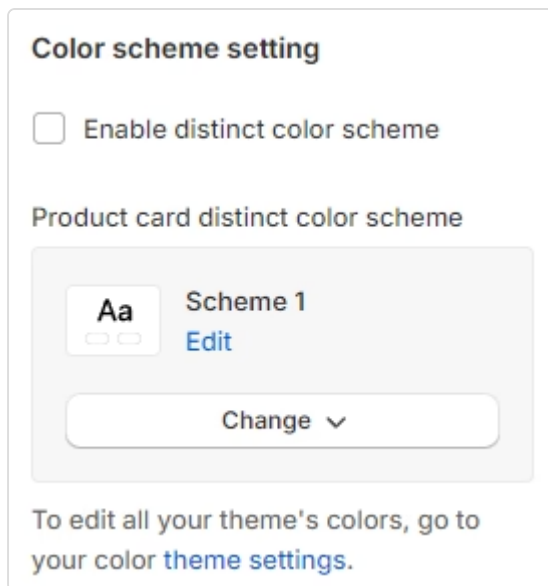 Color scheme setting
Enable distinct color scheme
Product card distinct color scheme
Aa
Scheme 1
Edit
Change
To edit all your theme's colors, go to
your color theme settings.